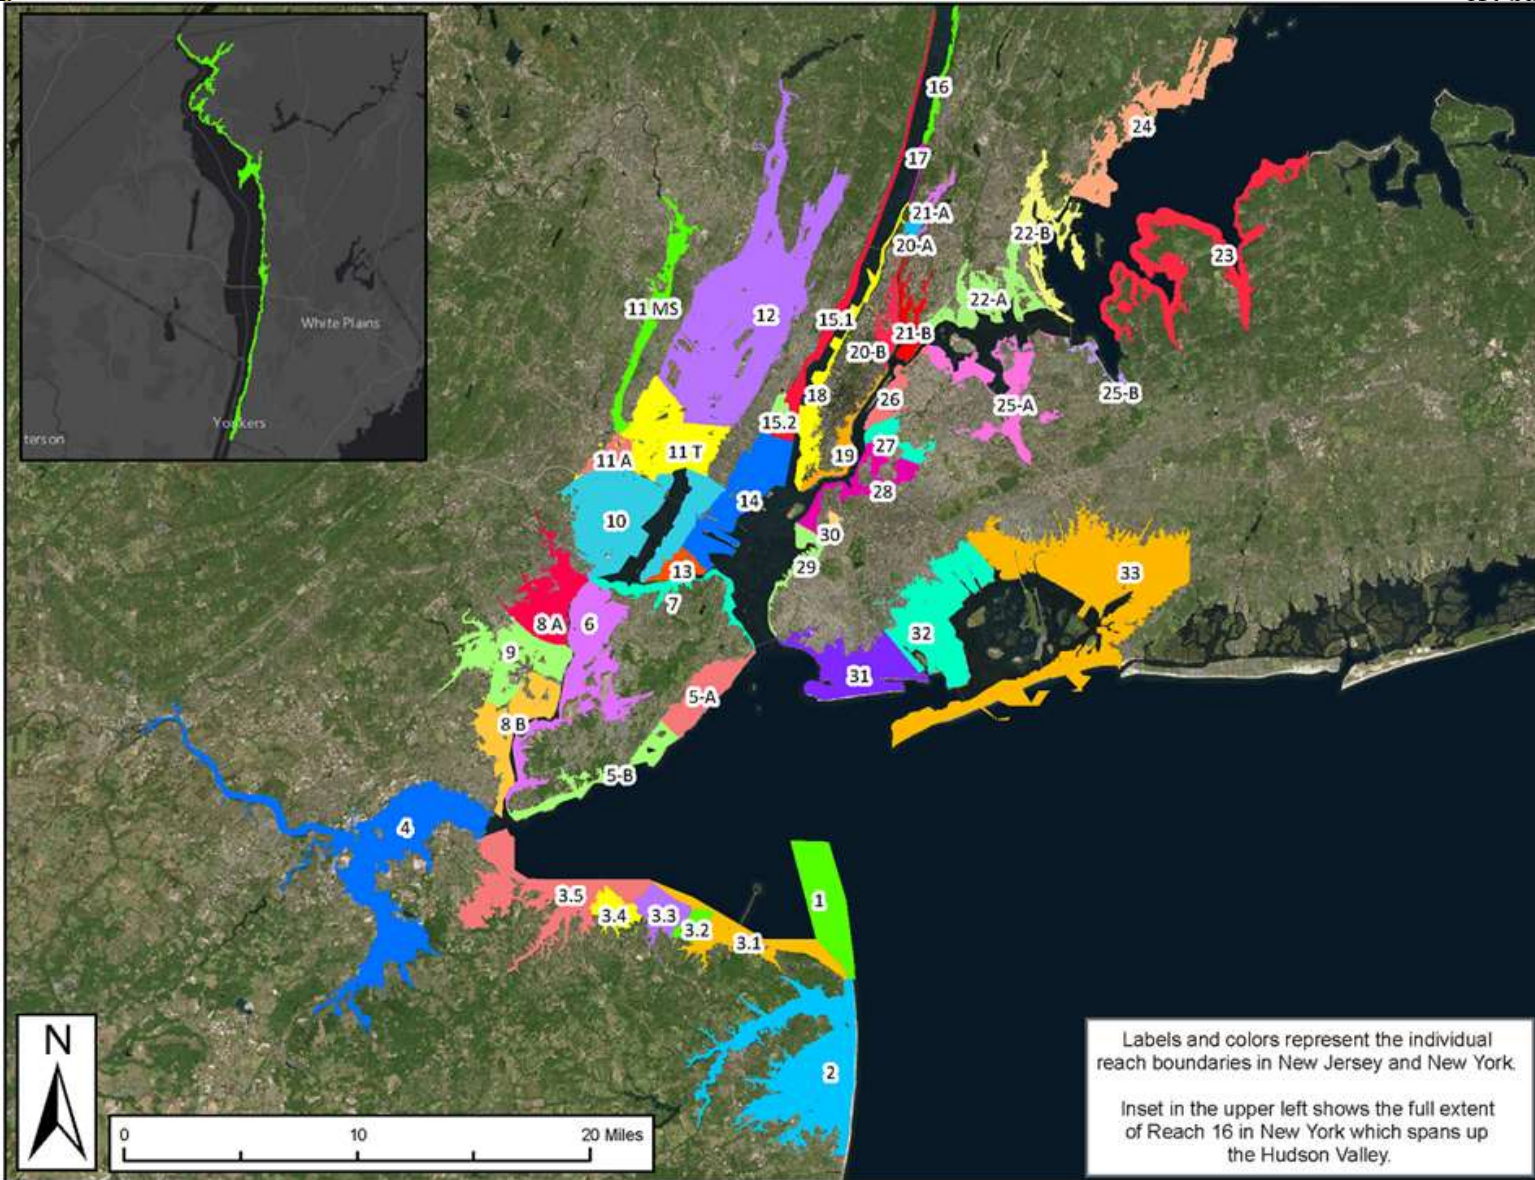 16
24
17
21-A
20-A
22-B
23
White Plains
11 MS
12
15.1
22-A
21-B
20-B
25-B
18
26
25-A
Yonkers
terson
15.2
27
11 T
19
11 A
28
14
10
30
29
13
33
7
8 A
6
32
9
31
5-A
8 B
5-B
4
1
3.5
3.4
3.3
3.2
3.1
2
N
0 10 20 Miles
Labels and colors represent the individual
reach boundaries in New Jersey and New York.
Inset in the upper left shows the full extent
of Reach 16 in New York which spans up
the Hudson Valley.